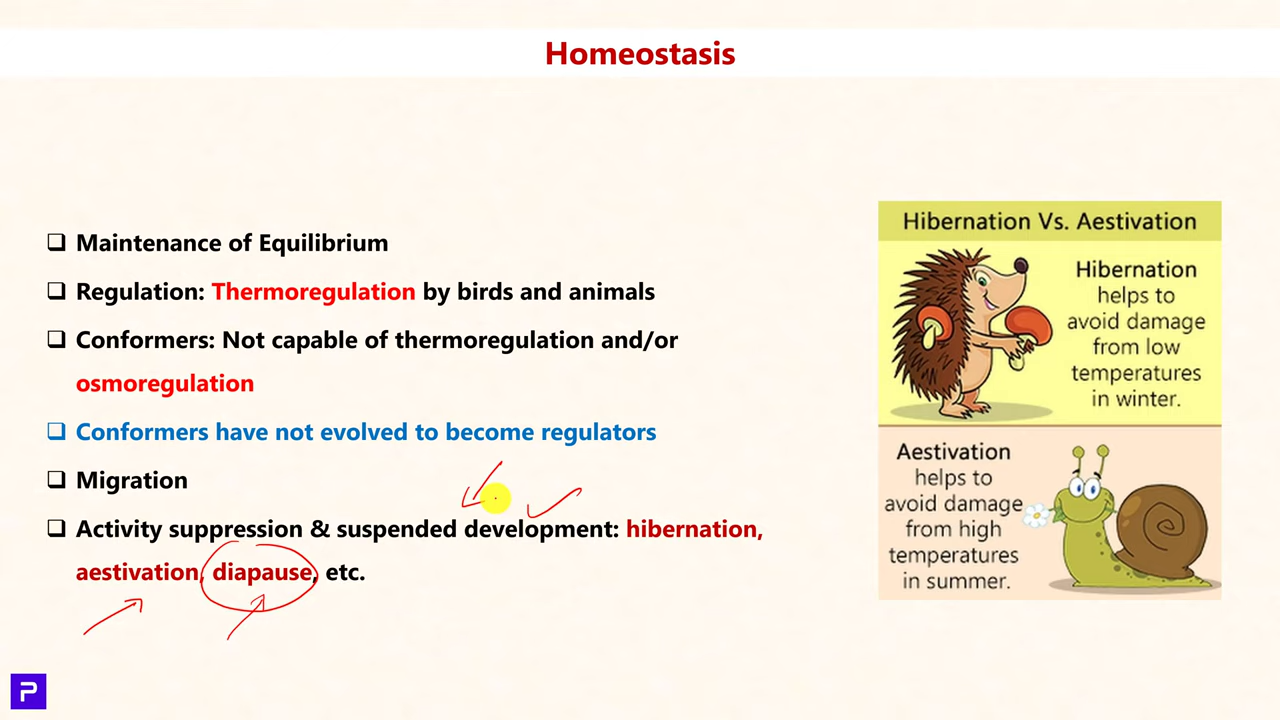 Homeostasis
❑ Maintenance of Equilibrium
❑ Regulation: Thermoregulation by birds and animals
❑ Conformers: Not capable of thermoregulation and/or
osmoregulation
❑ Conformers have not evolved to become regulators
❑ Migration
❑ Activity suppression & suspended development: hibernation,
aestivation, diapause, etc.
Hibernation Vs. Aestivation
Hibernation
helps to
avoid damage
from low
temperatures
in winter.
Aestivation
helps to
avoid damage
from high
temperatures
in summer.
P